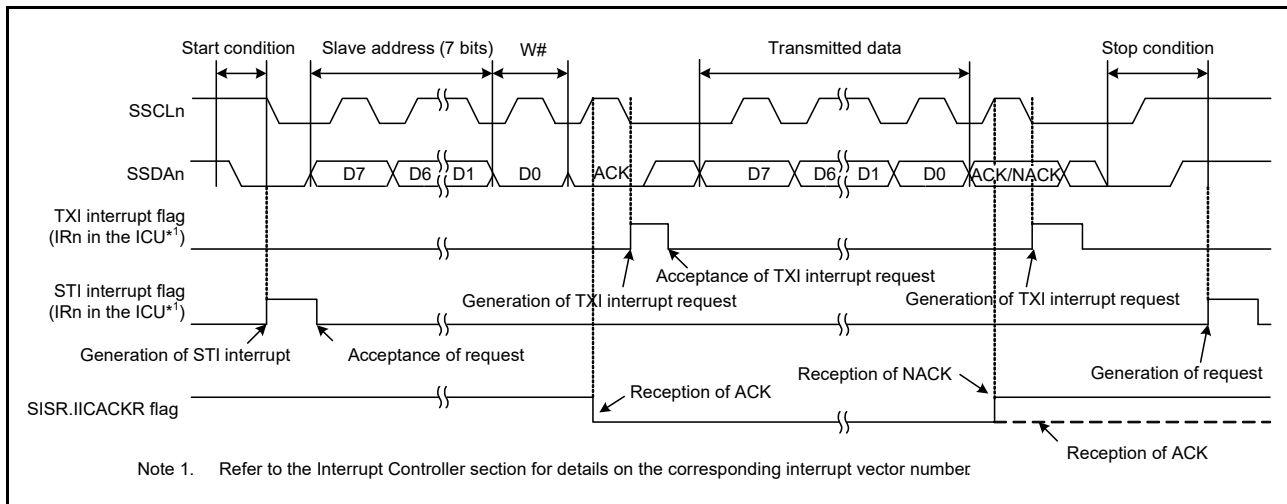 Start condition
Slave address (7 bits)
W#
Transmitted data
Stop condition
SSCLn
SSDAn
D7
D6
D1
D0
ACK
D7
D6
D1
D0
ACK/NACK
TXI interrupt flag
(IRn in the ICU*1)
Acceptance of TXI interrupt request
Generation of TXI interrupt request
Generation of TXI interrupt request
STI interrupt flag
(IRn in the ICU*1)
Generation of STI interrupt
Acceptance of request
Generation of request
Reception of ACK
Reception of NACK
SISR.IICACKR flag
Reception of ACK
Note 1. Refer to the Interrupt Controller section for details on the corresponding interrupt vector number